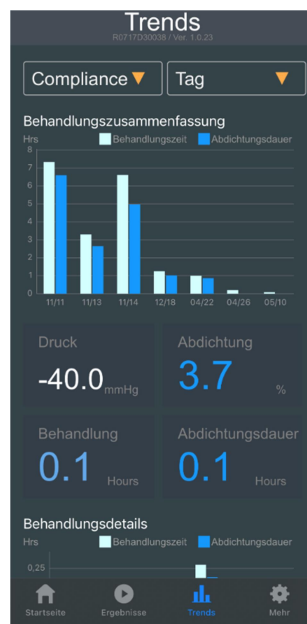 Trends
R0717D30038 / Ver 1.0.23
Compliance Tag
Behandlungszusammenfassung
Hrs Behandlungszeit Abdichtungsdauer
8
7
6
5
4
3
2
1
0
11/11 11/13 11/14 12/18 04/22 04/26 05/10
Druck Abdichtung
-40.0 mmHg 3.7 %
Behandlung Abdichtungsdauer
0.1 Hours 0.1 Hours
Behandlungsdetails
Hrs Behandlungszeit Abdichtungsdauer
0,25
Startseite Ergebnisse Trends Mehr